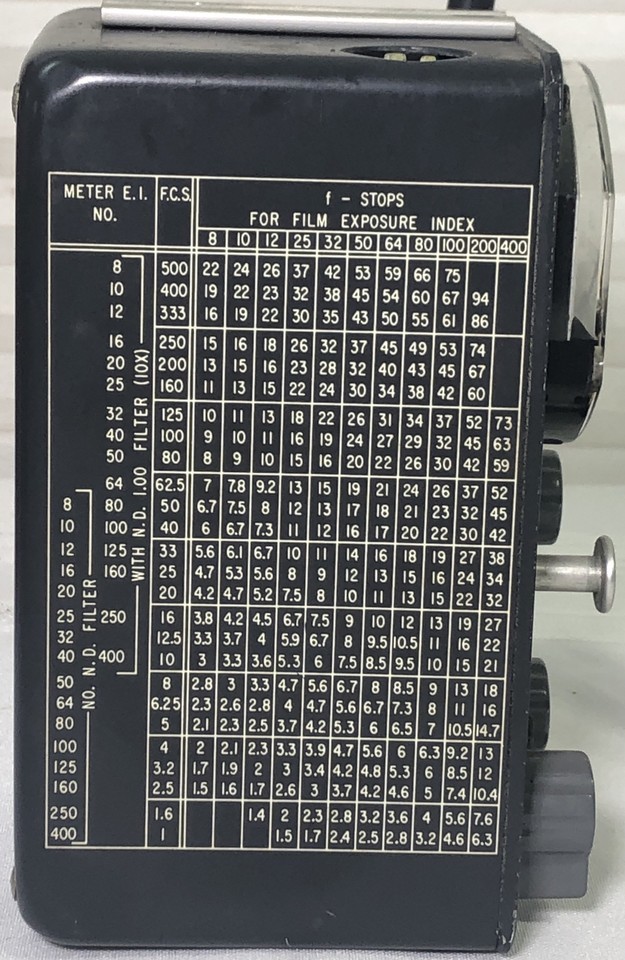 METER E.I. NO. F.C.S. f - STOPS
FOR FILM EXPOSURE INDEX
8 10 12 25 32 50 64 80 100 200 400
8 500 22 24 26 37 42 53 59 66 75
10 400 19 22 23 32 38 45 54 60 67 94
12 333 16 19 22 30 35 43 50 55 61 86
16 250 15 16 18 26 32 37 45 49 53 74
20 200 13 15 16 23 28 32 40 43 45 67
25 160 11 13 15 22 24 30 34 38 42 60
32 125 10 11 13 18 22 26 31 34 37 52 73
40 100 9 10 11 16 19 24 27 29 32 45 63
50 80 8 9 10 15 16 20 22 26 30 42 59
64 62.5 7 7.8 9.2 13 15 19 21 24 26 37 52
8 80 50 6.7 7.5 8 12 13 17 18 21 23 32 45
10 100 40 6 6.7 7.3 11 12 16 17 20 22 30 42
12 125 33 5.6 6.1 6.7 10 11 14 16 18 19 27 38
16 160 25 4.7 5.3 5.6 8 9 12 13 15 16 24 34
20 20 4.2 4.7 5.2 7.5 8 10 11 13 15 22 32
25 250 16 3.8 4.2 4.5 6.7 7.5 9 10 12 13 19 27
32 12.5 3.3 3.7 4 5.9 6.7 8 9.5 10.5 11 16 22
40 400 10 3 3.3 3.6 5.3 6 7.5 8.5 9.5 10 15 21
50 8 2.8 3 3.3 4.7 5.6 6.7 8 8.5 9 13 18
64 6.25 2.3 2.6 2.8 4 4.7 5.6 6.7 7.3 8 11 16
80 5 2.1 2.3 2.5 3.7 4.2 5.3 6 6.5 7 10.5 14.7
100 4 2 2.1 2.3 3.3 3.9 4.7 5.6 6 6.3 9.2 13
125 3.2 1.7 1.9 2 3 3.4 4.2 4.8 5.3 6 8.5 12
160 2.5 1.5 1.6 1.7 2.6 3 3.7 4.2 4.6 5 7.4 10.4
250 1.6 1.4 2 2.3 2.8 3.2 3.6 4 5.6 7.6
400 1 1.5 1.7 2.4 2.5 2.8 3.2 4.6 6.3
WITH N.D. 1.00 FILTER (10X)
NO. N.D. FILTER